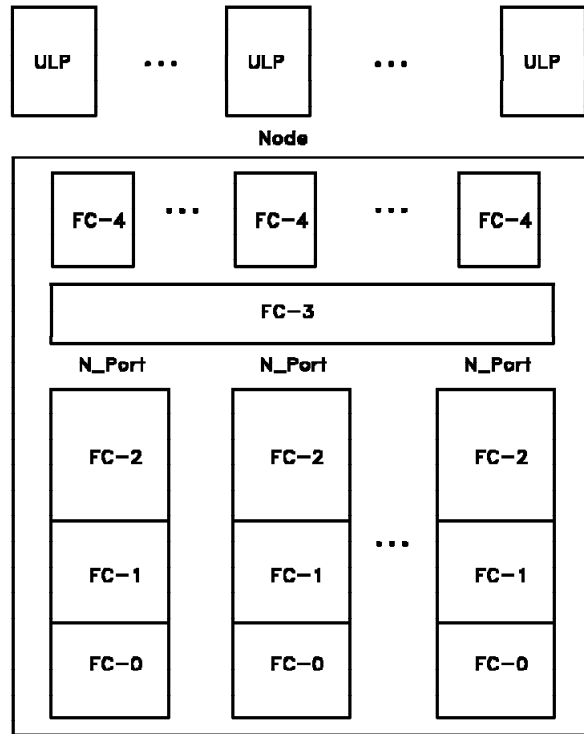 ULP ... ULP ... ULP
Node
FC-4 ... FC-4 ... FC-4
FC-3
N_Port N_Port N_Port
FC-2 FC-2 FC-2
...
FC-1 FC-1 FC-1
FC-0 FC-0 FC-0